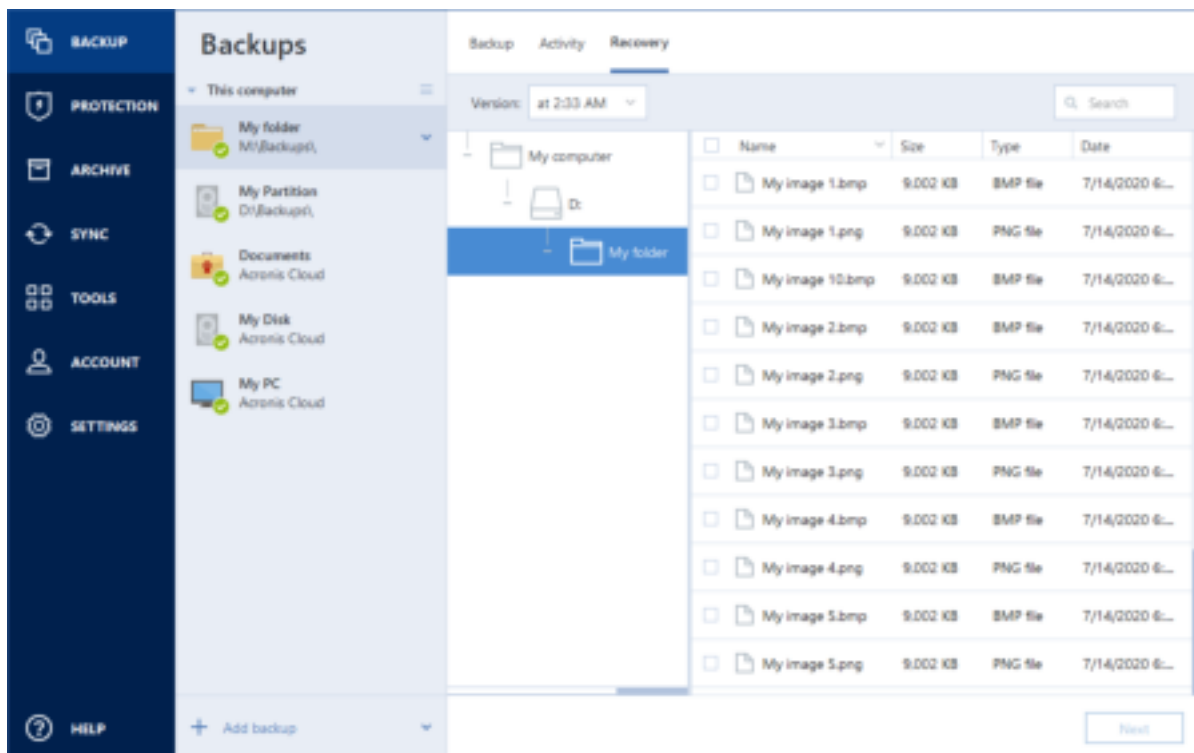 BACKUP
PROTECTION
ARCHIVE
SYNC
TOOLS
ACCOUNT
SETTINGS
HELP
Backups
This computer
My folder
M:\Backups\,
My Partition
D:\Backups\,
Documents
Acronis Cloud
My Disk
Acronis Cloud
My PC
Acronis Cloud
Add backup
Backup Activity Recovery
Version: at 2:33 AM
Search
My computer
D:
My folder
Name Size Type Date
My image 1.bmp 9.002 KB BMP file 7/14/2020 6:...
My image 1.png 9.002 KB PNG file 7/14/2020 6:...
My image 10.bmp 9.002 KB BMP file 7/14/2020 6:...
My image 2.bmp 9.002 KB BMP file 7/14/2020 6:...
My image 2.png 9.002 KB PNG file 7/14/2020 6:...
My image 3.bmp 9.002 KB BMP file 7/14/2020 6:...
My image 3.png 9.002 KB PNG file 7/14/2020 6:...
My image 4.bmp 9.002 KB BMP file 7/14/2020 6:...
My image 4.png 9.002 KB PNG file 7/14/2020 6:...
My image 5.bmp 9.002 KB BMP file 7/14/2020 6:...
My image 5.png 9.002 KB PNG file 7/14/2020 6:...
Next